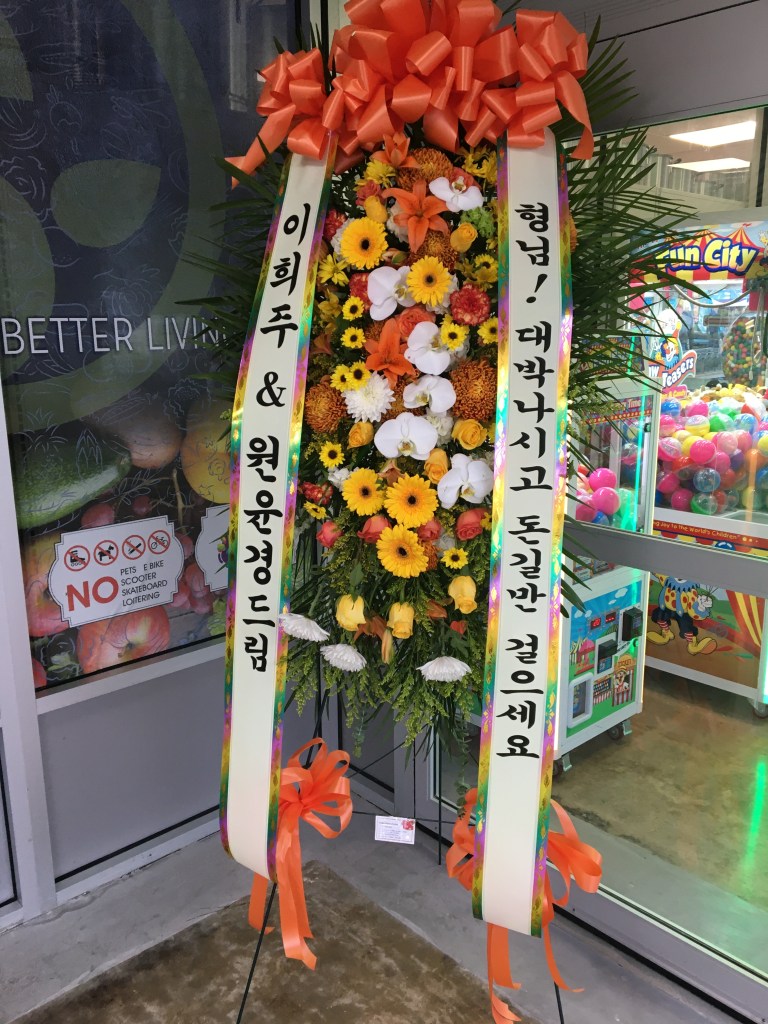 이희주 & 원윤경 드림
형님! 대박나시고 돈길만 걸으세요
BETTER LIVIN
NO
PETS E BIKE
SCOOTER
SKATEBOARD
LOITERING
Fun City